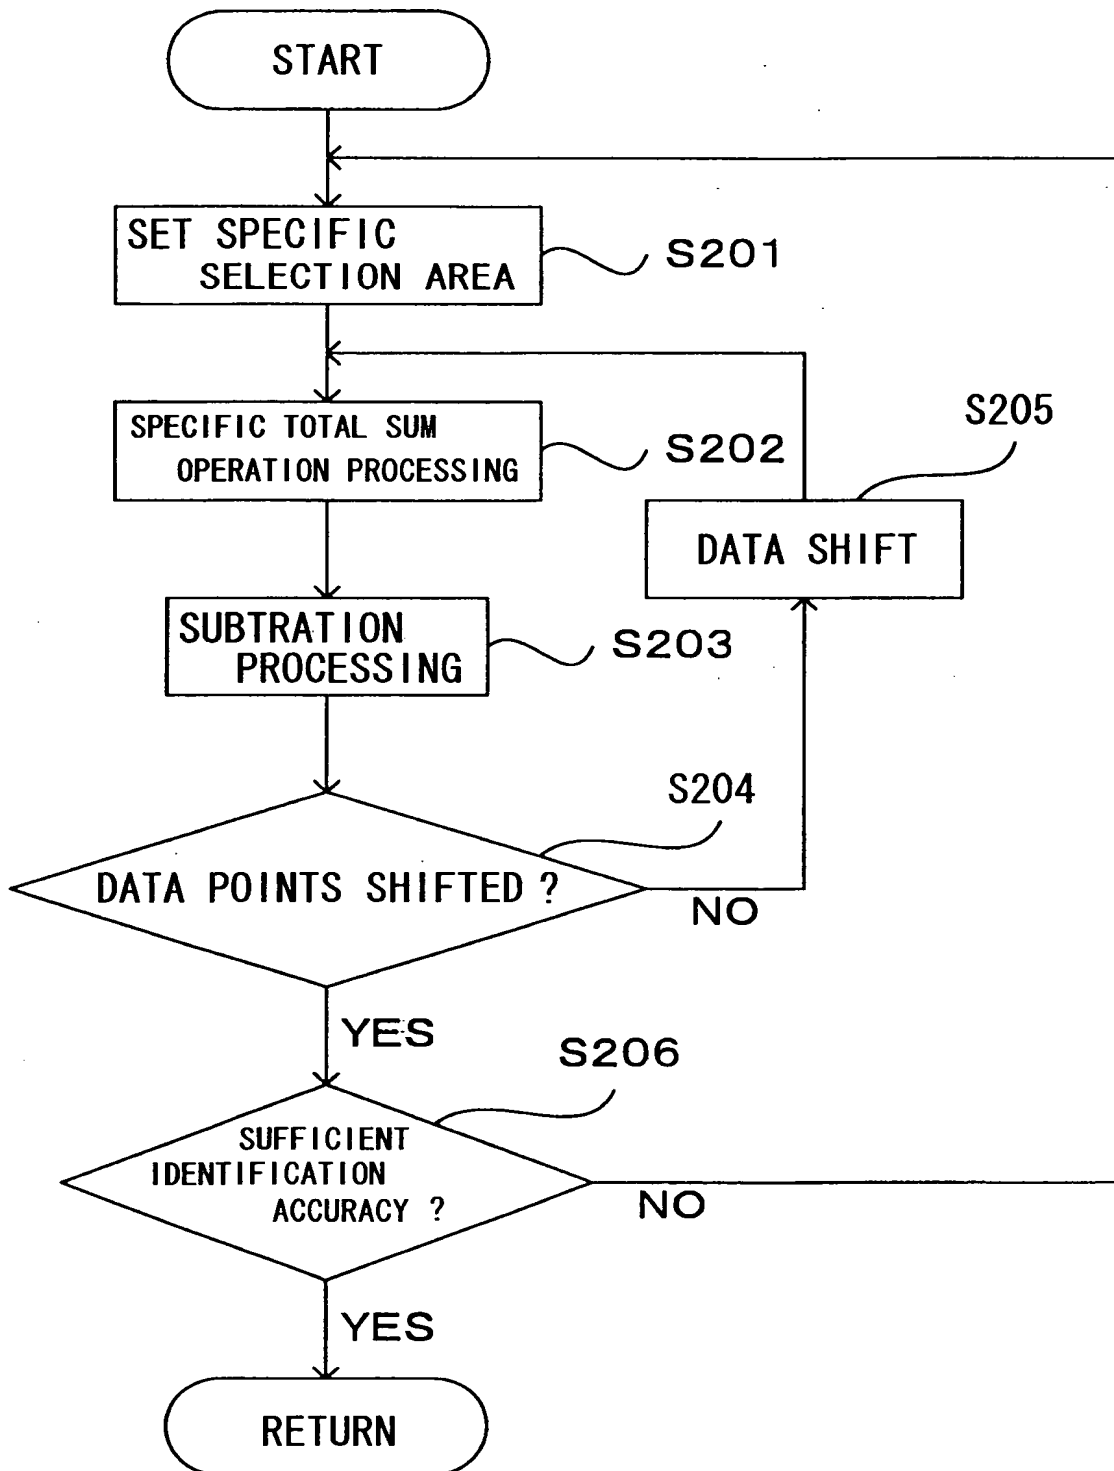 START
SET SPECIFIC
SELECTION AREA
S201
SPECIFIC TOTAL SUM
OPERATION PROCESSING
S202
S205
DATA SHIFT
SUBTRATION
PROCESSING
S203
S204
DATA POINTS SHIFTED ?
NO
YES
S206
SUFFICIENT
IDENTIFICATION
ACCURACY ?
NO
YES
RETURN